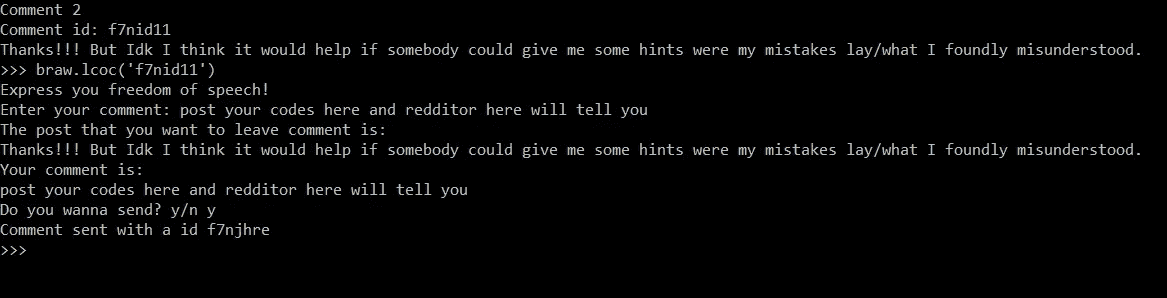 Comment 2
Comment id: f7nid11
Thanks!!! But Idk I think it would help if somebody could give me some hints were my mistakes lay/what I foundly misunderstood.
>>> braw.lcoc('f7nid11')
Express you freedom of speech!
Enter your comment: post your codes here and redditor here will tell you
The post that you want to leave comment is:
Thanks!!! But Idk I think it would help if somebody could give me some hints were my mistakes lay/what I foundly misunderstood.
Your comment is:
post your codes here and redditor here will tell you
Do you wanna send? y/n y
Comment sent with a id f7njhre
>>>